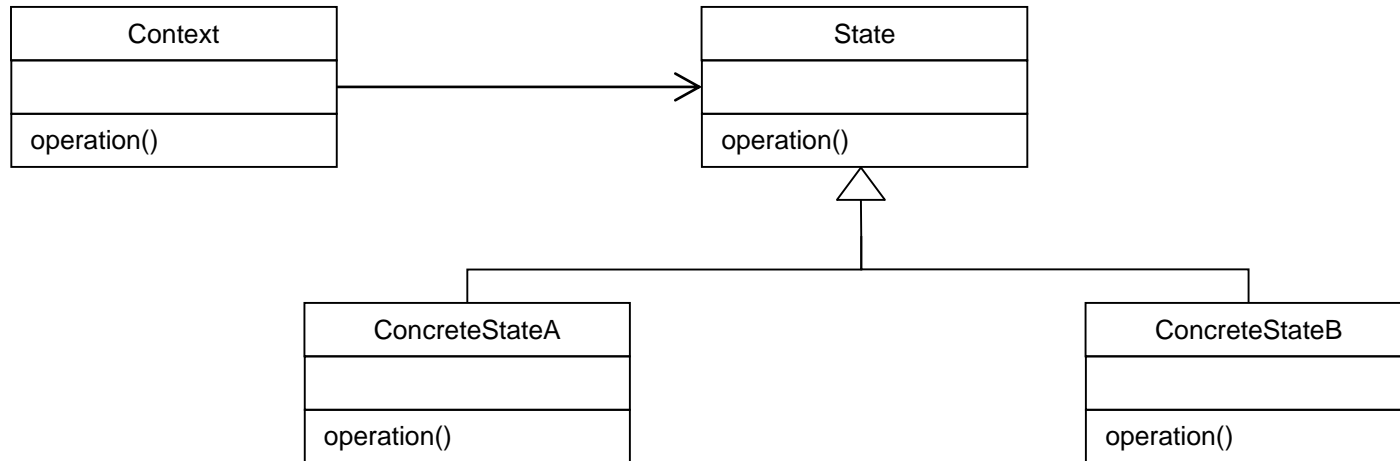 Context
operation()
State
operation()
ConcreteStateA
operation()
ConcreteStateB
operation()